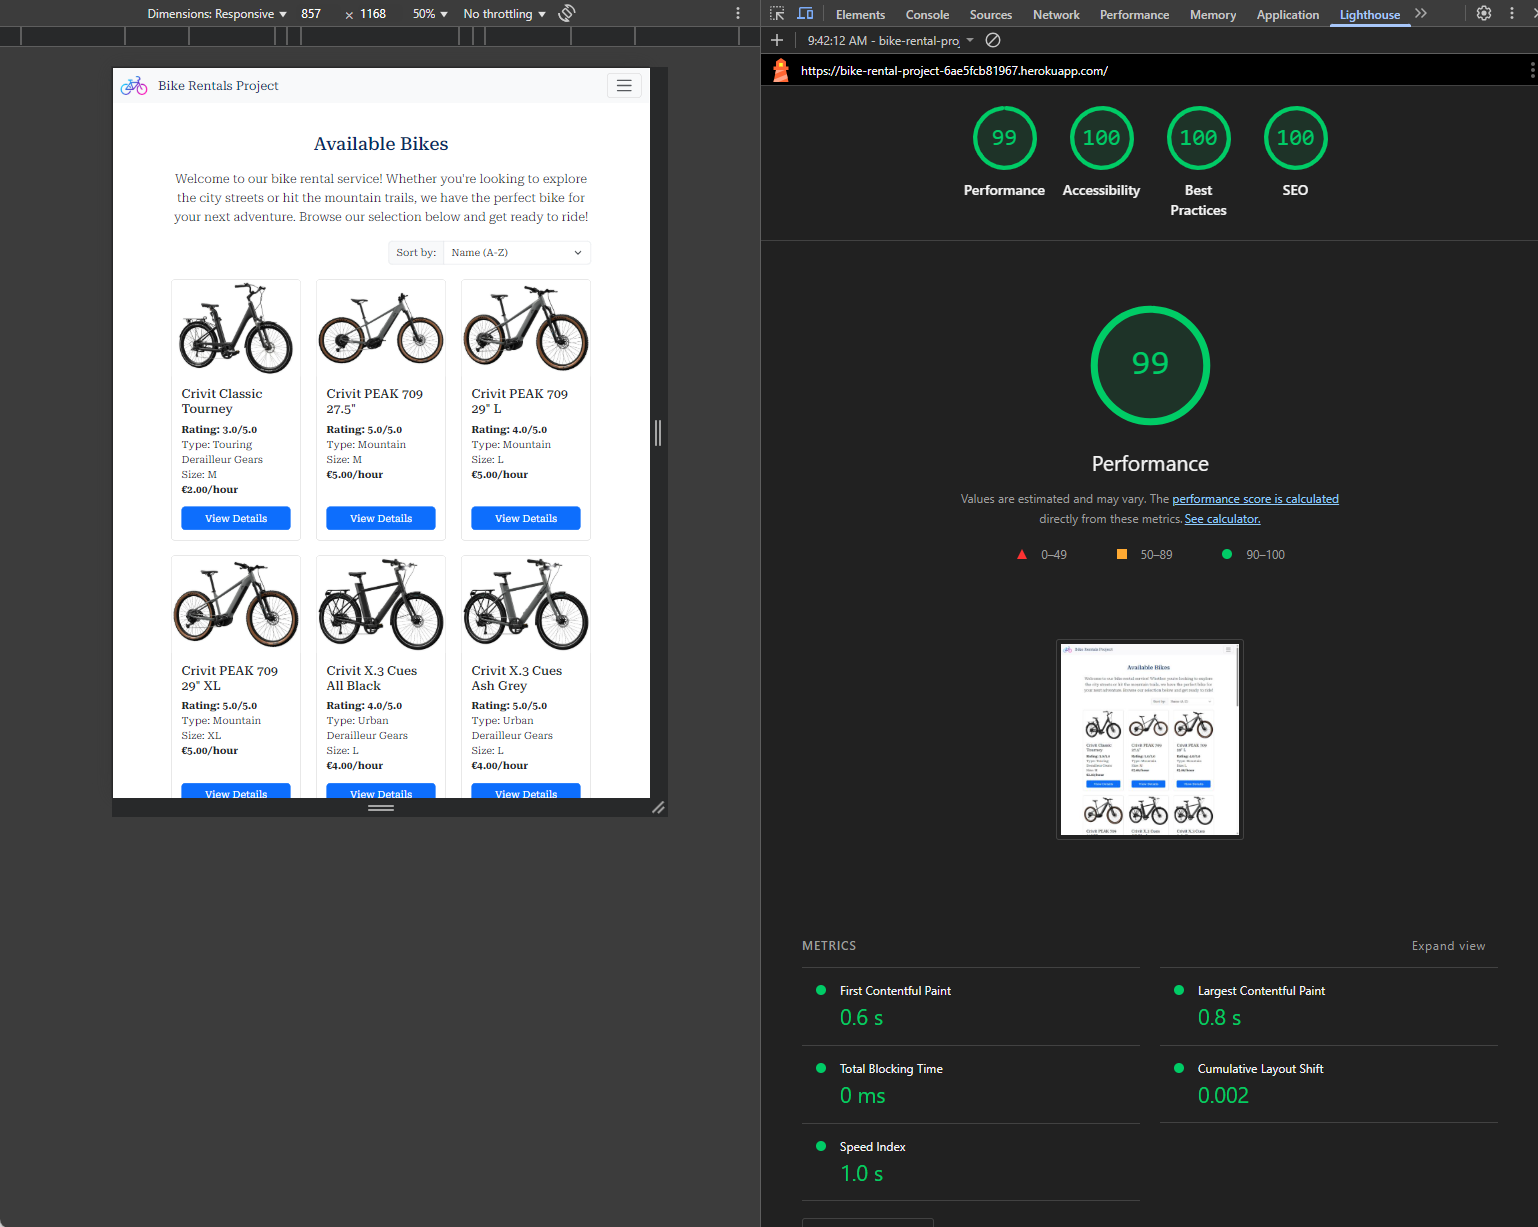 Dimensions: Responsive 857 × 1168 50% No throttling
Elements Console Sources Network Performance Memory Application Lighthouse
9:42:12 AM - bike-rental-pro
https://bike-rental-project-6ae5fcb81967.herokuapp.com/
Bike Rentals Project
Available Bikes
Welcome to our bike rental service! Whether you're looking to explore
the city streets or hit the mountain trails, we have the perfect bike for
your next adventure. Browse our selection below and get ready to ride!
Sort by: Name (A-Z)
Crivit Classic
Tourney
Rating: 3.0/5.0
Type: Touring
Derailleur Gears
Size: M
€2.00/hour
View Details
Crivit PEAK 709
27.5"
Rating: 5.0/5.0
Type: Mountain
Size: M
€5.00/hour
View Details
Crivit PEAK 709
29" L
Rating: 4.0/5.0
Type: Mountain
Size: L
€5.00/hour
View Details
Crivit PEAK 709
29" XL
Rating: 5.0/5.0
Type: Mountain
Size: XL
€5.00/hour
View Details
Crivit X.3 Cues
All Black
Rating: 4.0/5.0
Type: Urban
Derailleur Gears
Size: L
€4.00/hour
View Details
Crivit X.3 Cues
Ash Grey
Rating: 5.0/5.0
Type: Urban
Derailleur Gears
Size: L
€4.00/hour
View Details
99
Performance
100
Accessibility
100
Best
Practices
100
SEO
99
Performance
Values are estimated and may vary. The performance score is calculated
directly from these metrics. See calculator.
0–49
50–89
90–100
Bike Rentals Project
Available Bikes
METRICS
Expand view
First Contentful Paint
0.6 s
Largest Contentful Paint
0.8 s
Total Blocking Time
0 ms
Cumulative Layout Shift
0.002
Speed Index
1.0 s